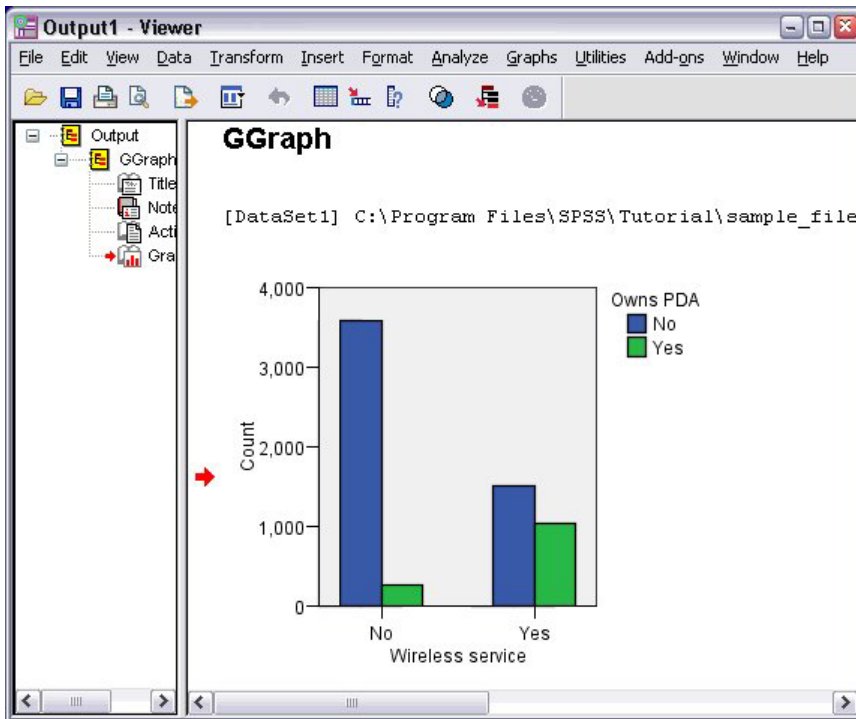 Output1 - Viewer
File Edit View Data Transform Insert Format Analyze Graphs Utilities Add-ons Window Help
Output
GGraph
Title
Note
Acti
Gra
GGraph
[DataSet1] C:\Program Files\SPSS\Tutorial\sample_file
4,000
3,000
2,000
1,000
0
Count
No Yes
Wireless service
Owns PDA
No
Yes